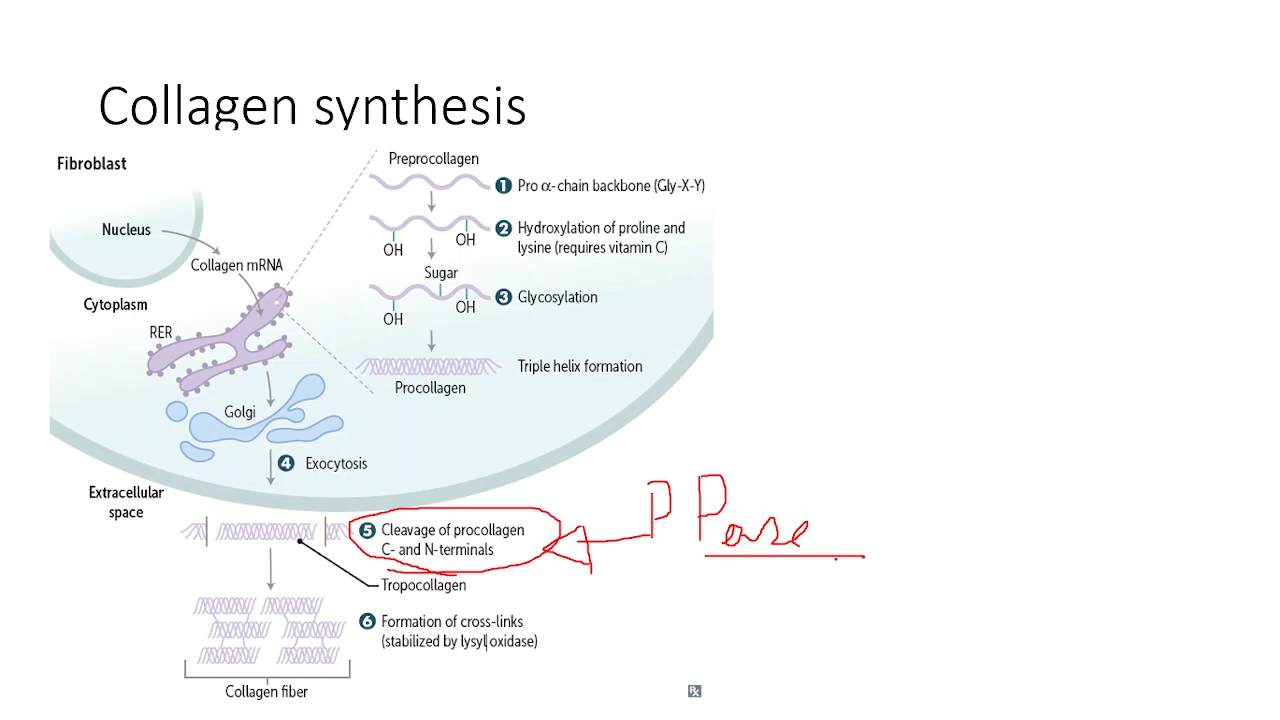 Collagen synthesis
Fibroblast
Nucleus
Collagen mRNA
Cytoplasm
RER
Golgi
Preprocollagen
1 Pro α-chain backbone (Gly-X-Y)
2 Hydroxylation of proline and
lysine (requires vitamin C)
OH
OH
Sugar
3 Glycosylation
OH
OH
Triple helix formation
Procollagen
4 Exocytosis
Extracellular
space
5 Cleavage of procollagen
C- and N-terminals
P Pase
Tropocollagen
6 Formation of cross-links
(stabilized by lysyl oxidase)
Collagen fiber
Rx